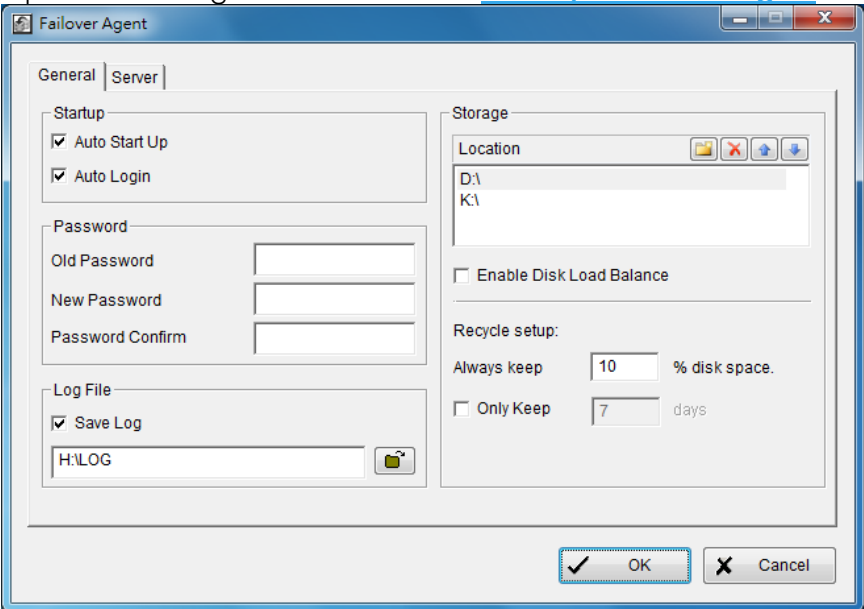 Failover Agent
General
Server
Startup
Auto Start Up
Auto Login
Password
Old Password
New Password
Password Confirm
Log File
Save Log
H:\LOG
Storage
Location
D:\
K:\
Enable Disk Load Balance
Recycle setup:
Always keep 10 % disk space.
Only Keep 7 days
OK
Cancel